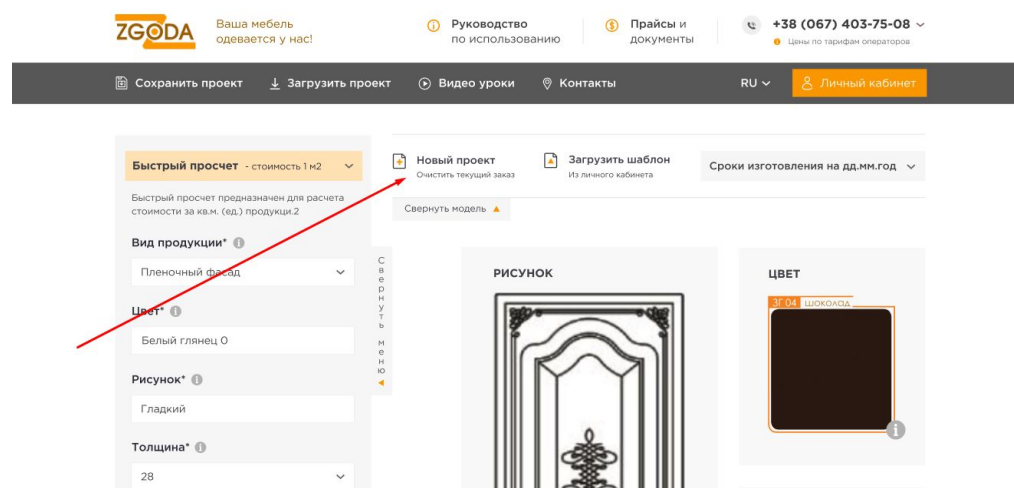 ZGODA
Ваша мебель
одевается у нас!
Руководство
по использованию
Прайсы и
документы
+38 (067) 403-75-08
Цены по тарифам операторов
Сохранить проект
Загрузить проект
Видео уроки
Контакты
RU
Личный кабинет
Быстрый просчет - стоимость 1 м2
Быстрый просчет предназначен для расчета
стоимости за кв.м. (ед.) продукци.2
Вид продукции*
Пленочный фасад
Цвет*
Белый глянец 0
Рисунок*
Гладкий
Толщина*
28
Свернуть меню
Новый проект
Очистить текущий заказ
Загрузить шаблон
Из личного кабинета
Сроки изготовления на дд.мм.год
Свернуть модель
РИСУНОК
ЦВЕТ
ЗГ 04 ШОКОЛАД